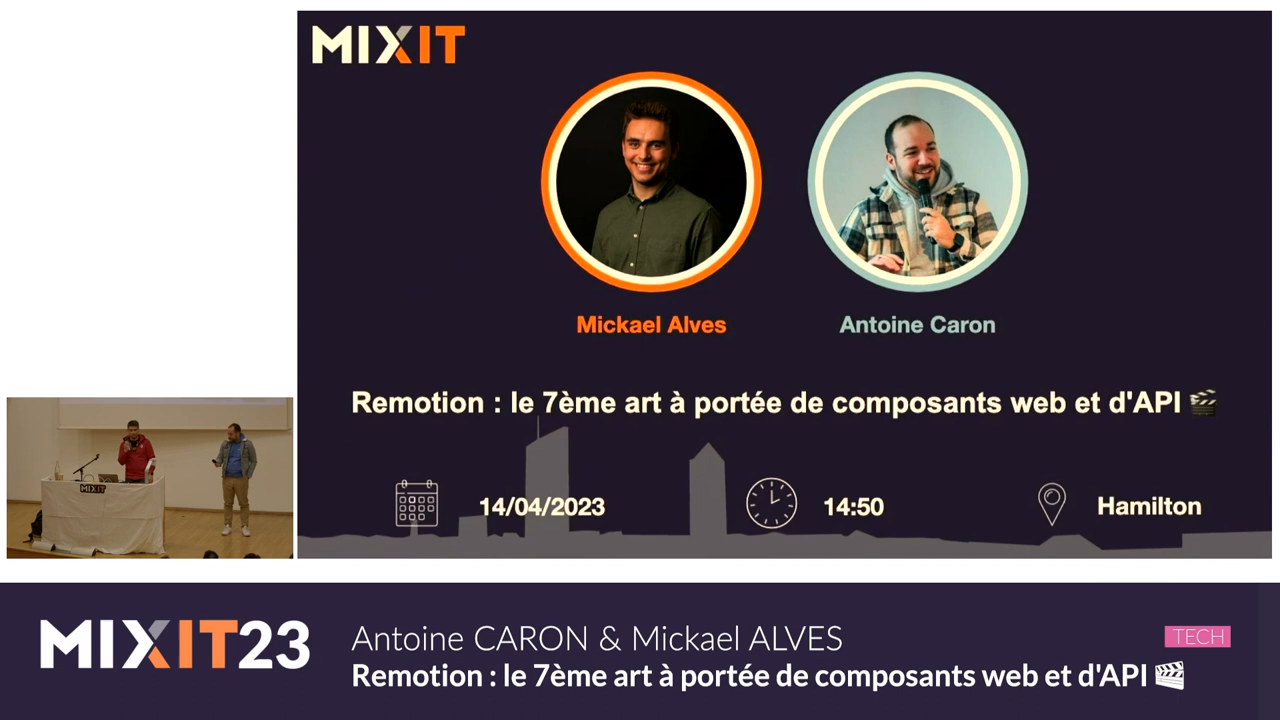 MIXIT
Mickael Alves
Antoine Caron
Remotion : le 7ème art à portée de composants web et d'API 🎬
14/04/2023
14:50
Hamilton
MIXIT
MIXIT23
Antoine CARON & Mickael ALVES
TECH
Remotion : le 7ème art à portée de composants web et d'API 🎬